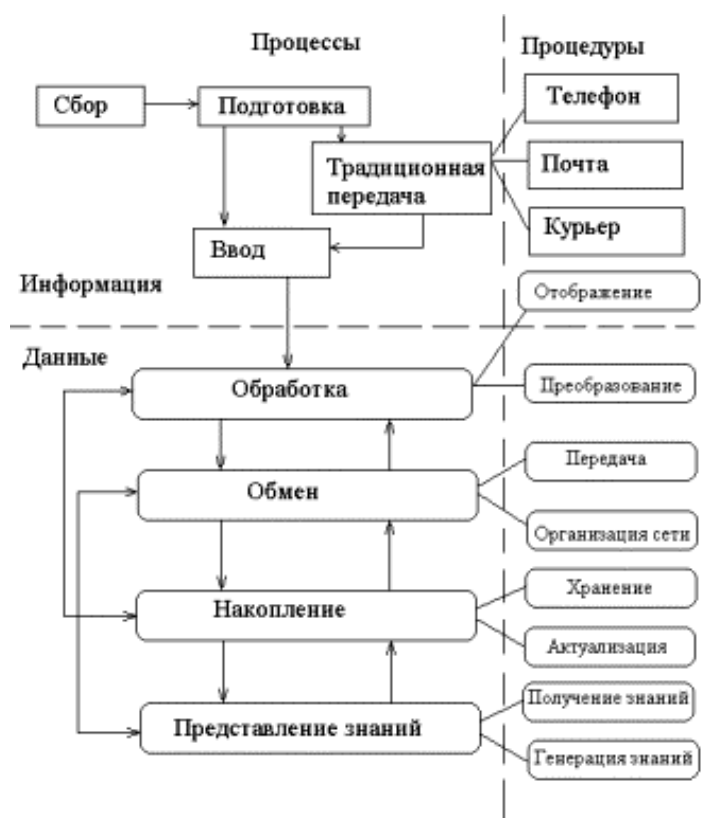 Процессы
Процедуры
Сбор
Подготовка
Телефон
Традиционная
передача
Почта
Курьер
Ввод
Информация
Отображение
Данные
Обработка
Преобразование
Передача
Обмен
Организация сети
Хранение
Накопление
Актуализация
Получение знаний
Представление знаний
Генерация знаний